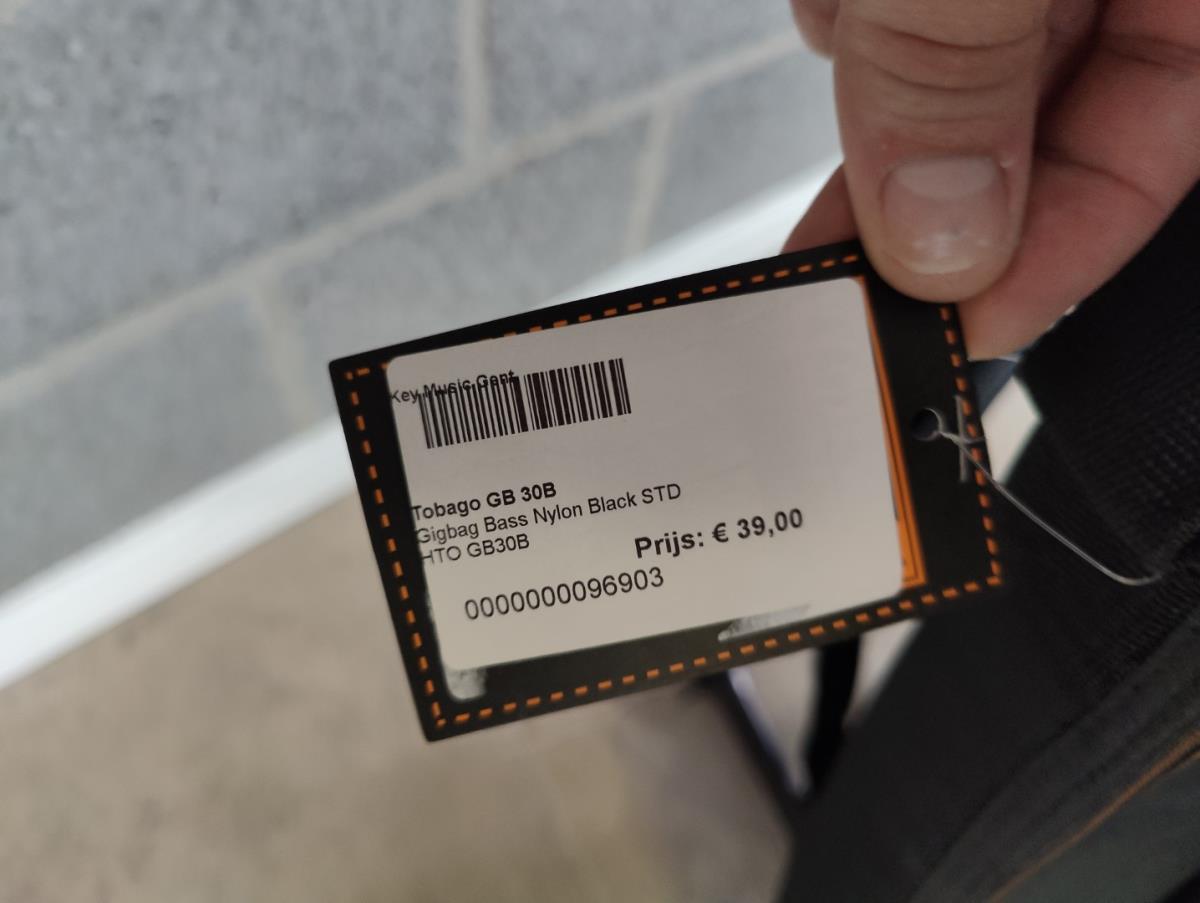 Key Music Gent
Tobago GB 30B
Gigbag Bass Nylon Black STD
HTO GB30B
Prijs: € 39,00
0000000096903